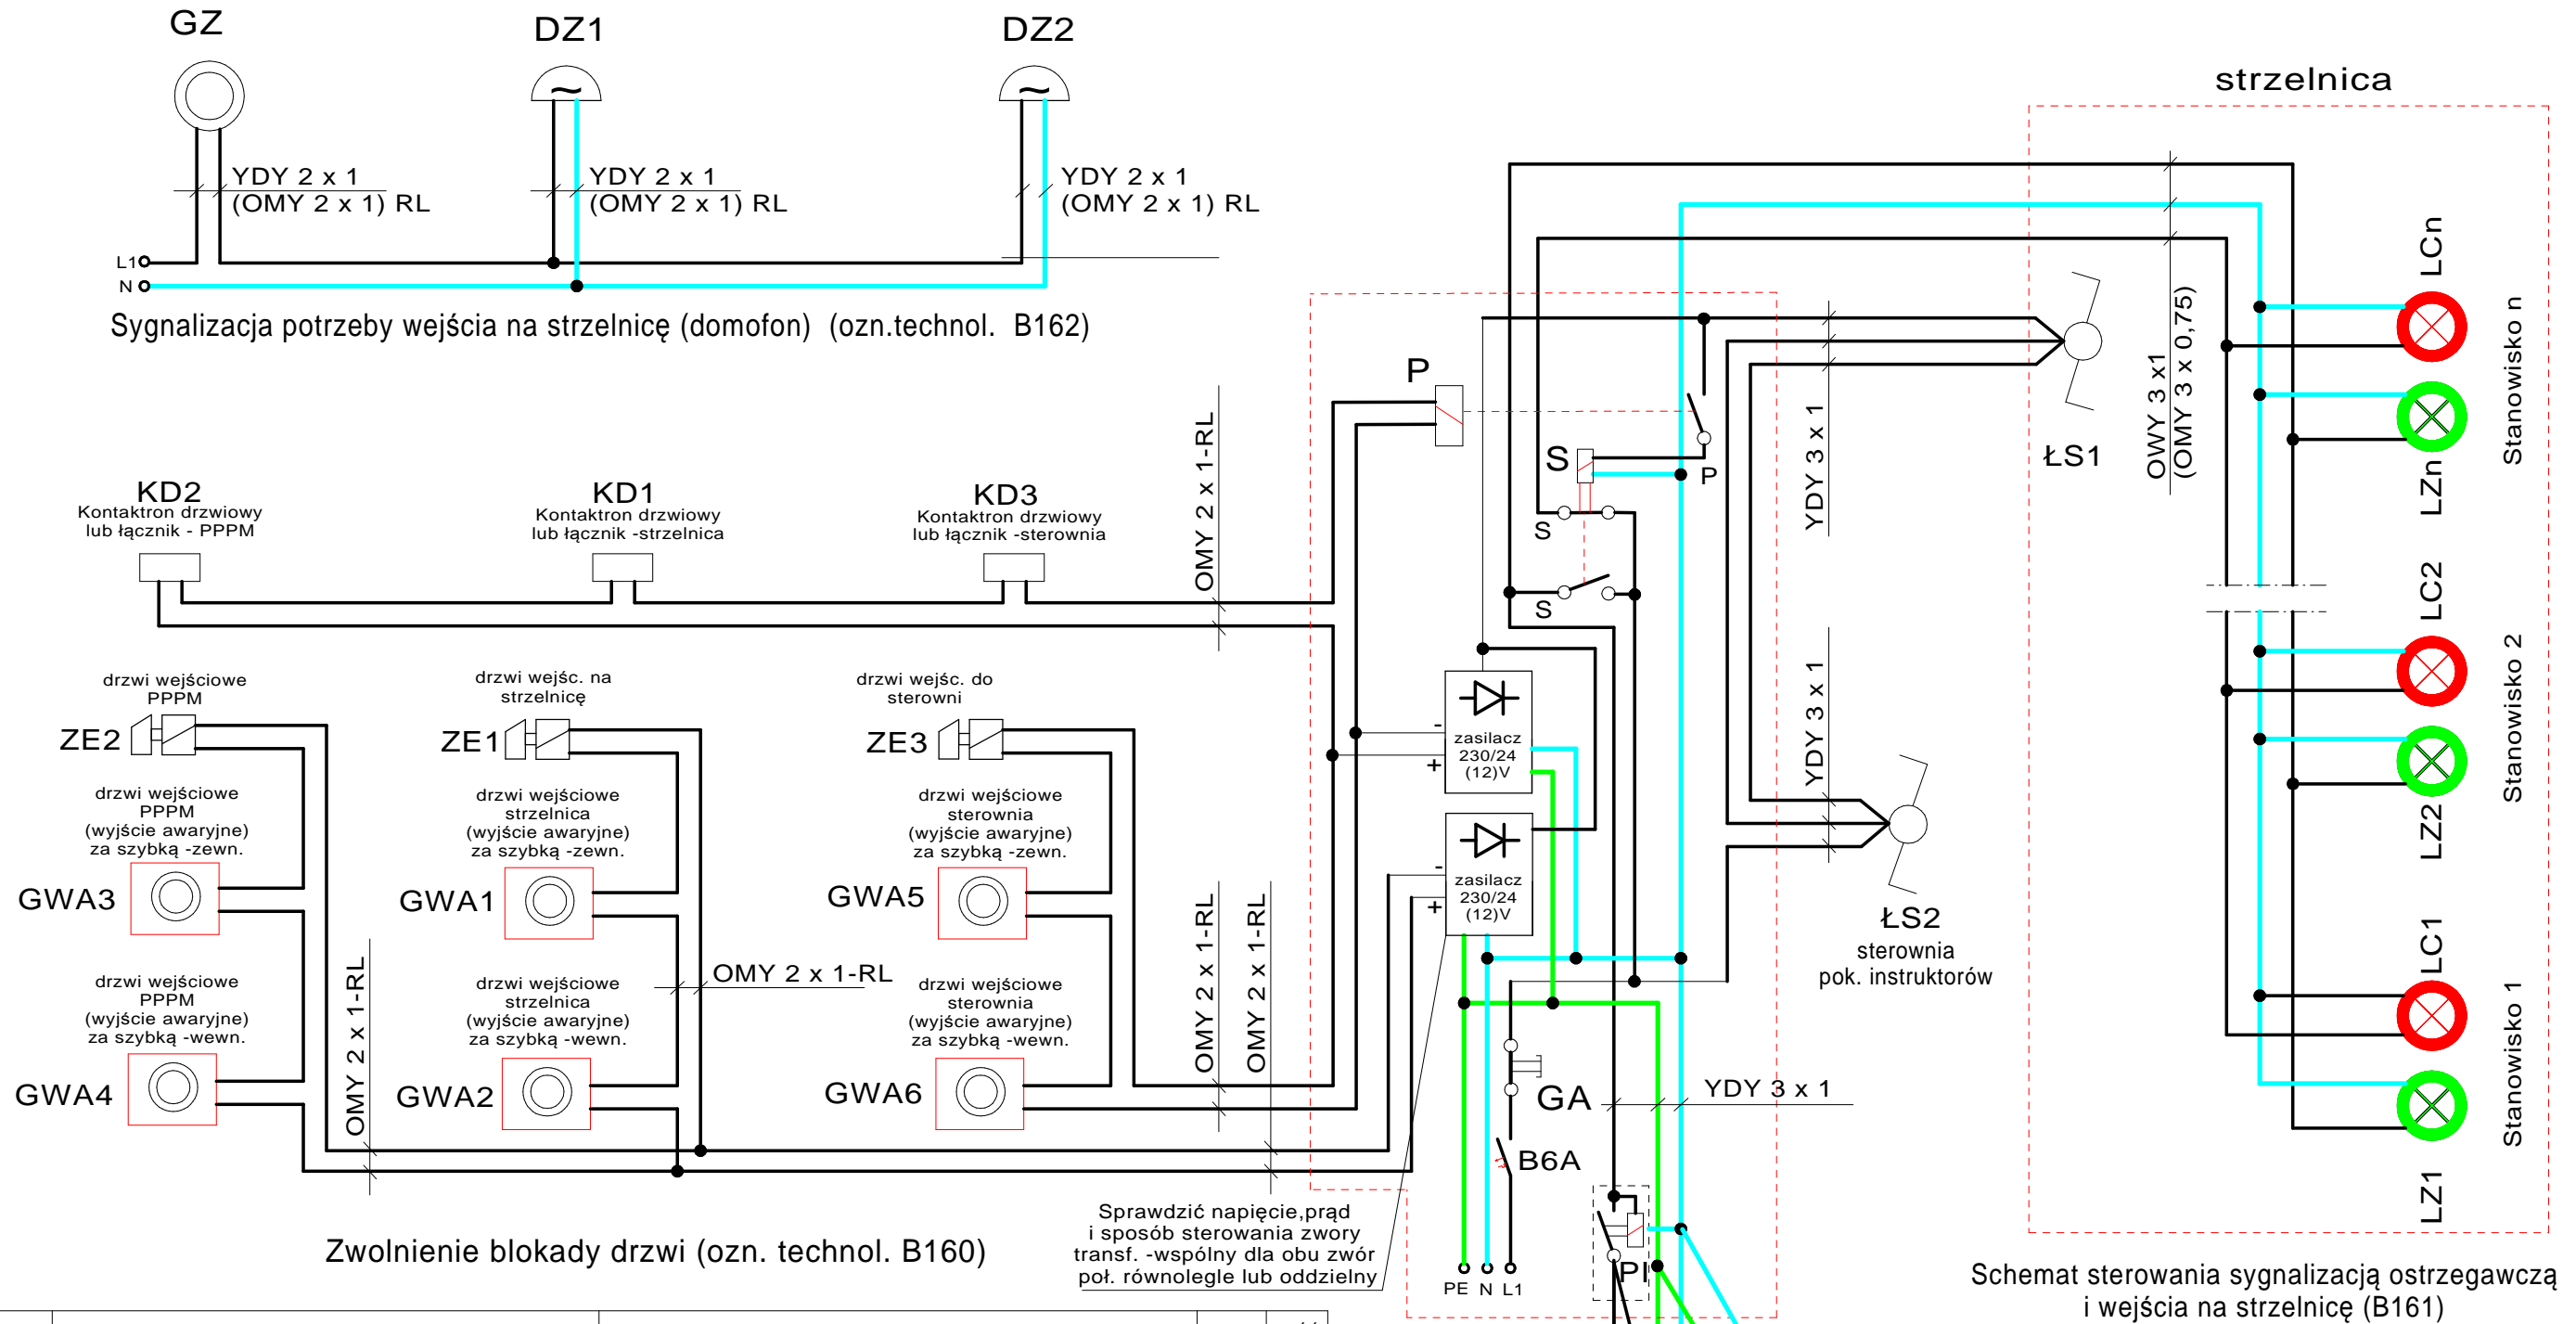 GZ
DZ1
DZ2
strzelnica
YDY 2 x 1
(OMY 2 x 1) RL
YDY 2 x 1
(OMY 2 x 1) RL
YDY 2 x 1
(OMY 2 x 1) RL
L1
N
Sygnalizacja potrzeby wejścia na strzelnicę (domofon) (ozn.technol. B162)
KD2
Kontaktron drzwiowy
lub łącznik - PPPM
KD1
Kontaktron drzwiowy
lub łącznik -strzelnica
KD3
Kontaktron drzwiowy
lub łącznik -sterownia
OMY 2 x 1-RL
P
S
P
S
S
YDY 3 x 1
ŁS1
OWY 3 x1
(OMY 3 x 0,75)
LCn
LZn
Stanowisko n
drzwi wejściowe
PPPM
ZE2
drzwi wejśc. na
strzelnicę
ZE1
drzwi wejśc. do
sterowni
ZE3
-
+
zasilacz
230/24
(12)V
YDY 3 x 1
LC2
LZ2
Stanowisko 2
drzwi wejściowe
PPPM
(wyjście awaryjne)
za szybką -zewn.
GWA3
drzwi wejściowe
strzelnica
(wyjście awaryjne)
za szybką -zewn.
GWA1
drzwi wejściowe
sterownia
(wyjście awaryjne)
za szybką -zewn.
GWA5
-
+
zasilacz
230/24
(12)V
ŁS2
sterownia
pok. instruktorów
drzwi wejściowe
PPPM
(wyjście awaryjne)
za szybką -wewn.
GWA4
OMY 2 x 1-RL
drzwi wejściowe
strzelnica
(wyjście awaryjne)
za szybką -wewn.
GWA2
OMY 2 x 1-RL
drzwi wejściowe
sterownia
(wyjście awaryjne)
za szybką -wewn.
GWA6
OMY 2 x 1-RL
OMY 2 x 1-RL
GA
YDY 3 x 1
B6A
PI
PE N L1
LC1
LZ1
Stanowisko 1
Sprawdzić napięcie,prąd
i sposób sterowania zwory
transf. -wspólny dla obu zwór
poł. równolegle lub oddzielny
Zwolnienie blokady drzwi (ozn. technol. B160)
Schemat sterowania sygnalizacją ostrzegawczą
i wejścia na strzelnicę (B161)